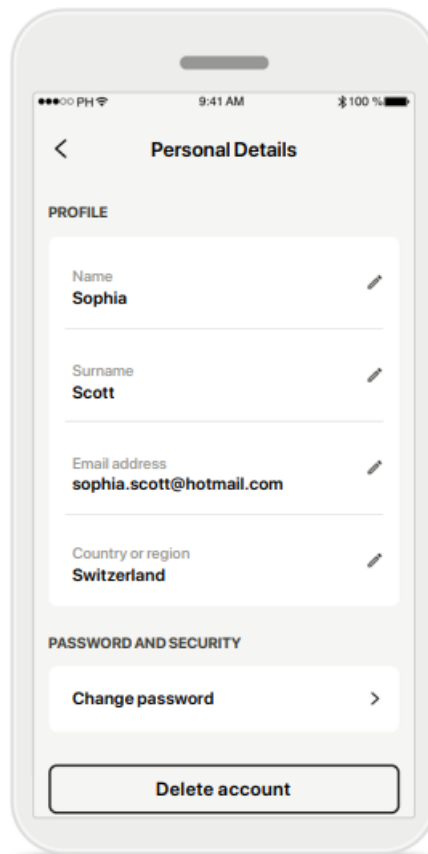 ●●●○○ PH 9:41 AM 100 %
Personal Details
PROFILE
Name
Sophia
Surname
Scott
Email address
sophia.scott@hotmail.com
Country or region
Switzerland
PASSWORD AND SECURITY
Change password
Delete account